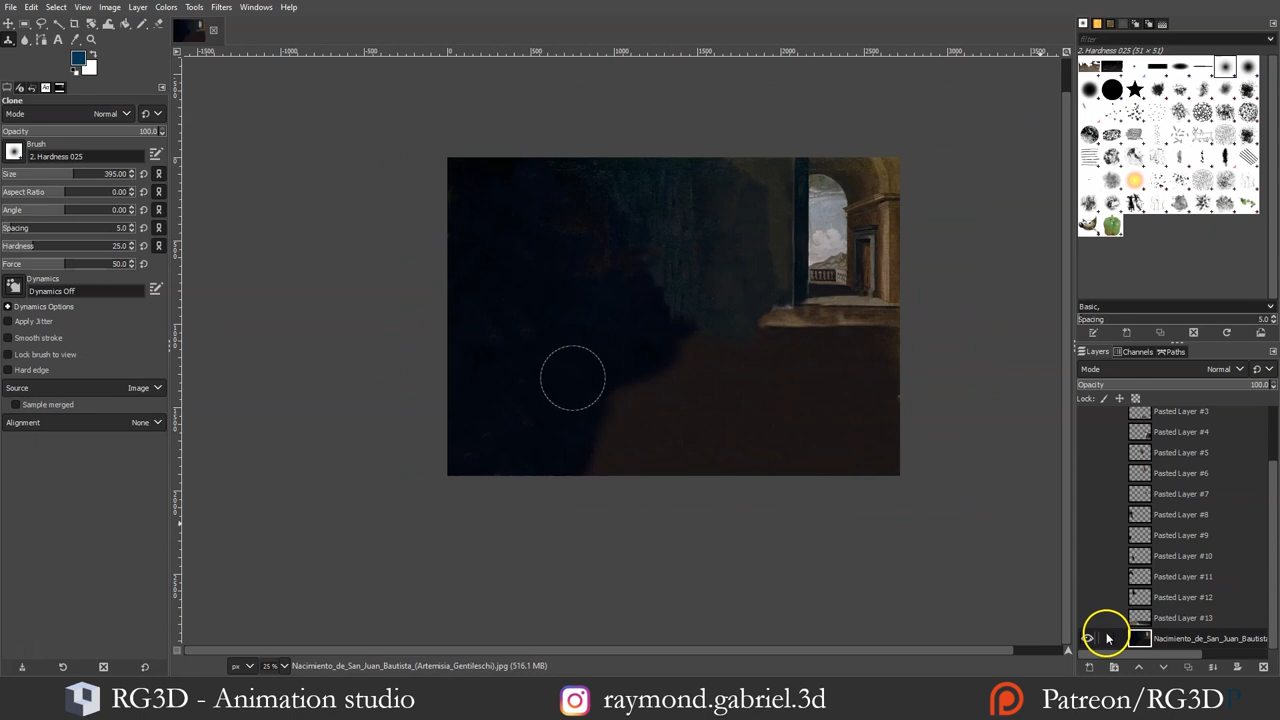 File Edit Select View Image Layer Colors Tools Filters Windows Help
filter
2. Hardness 025 (51 × 51)
Clone
Mode Normal
Opacity 100.0
Brush
2. Hardness 025
Size 395.00
Aspect Ratio 0.00
Angle 0.00
Spacing 5.0
Hardness 25.0
Force 50.0
Dynamics
Dynamics Off
Dynamics Options
Apply Jitter
Smooth stroke
Lock brush to view
Hard edge
Source Image
Sample merged
Alignment None
Basic,
Spacing 5.0
Layers Channels Paths
Mode Normal
Opacity 100.0
Lock:
Pasted Layer #3
Pasted Layer #4
Pasted Layer #5
Pasted Layer #6
Pasted Layer #7
Pasted Layer #8
Pasted Layer #9
Pasted Layer #10
Pasted Layer #11
Pasted Layer #12
Pasted Layer #13
Nacimiento_de_San_Juan_Bautista
px 25 % Nacimiento_de_San_Juan_Bautista_(Artemisia_Gentileschi).jpg (516.1 MB)
RG3D - Animation studio raymond.gabriel.3d Patreon/RG3DP